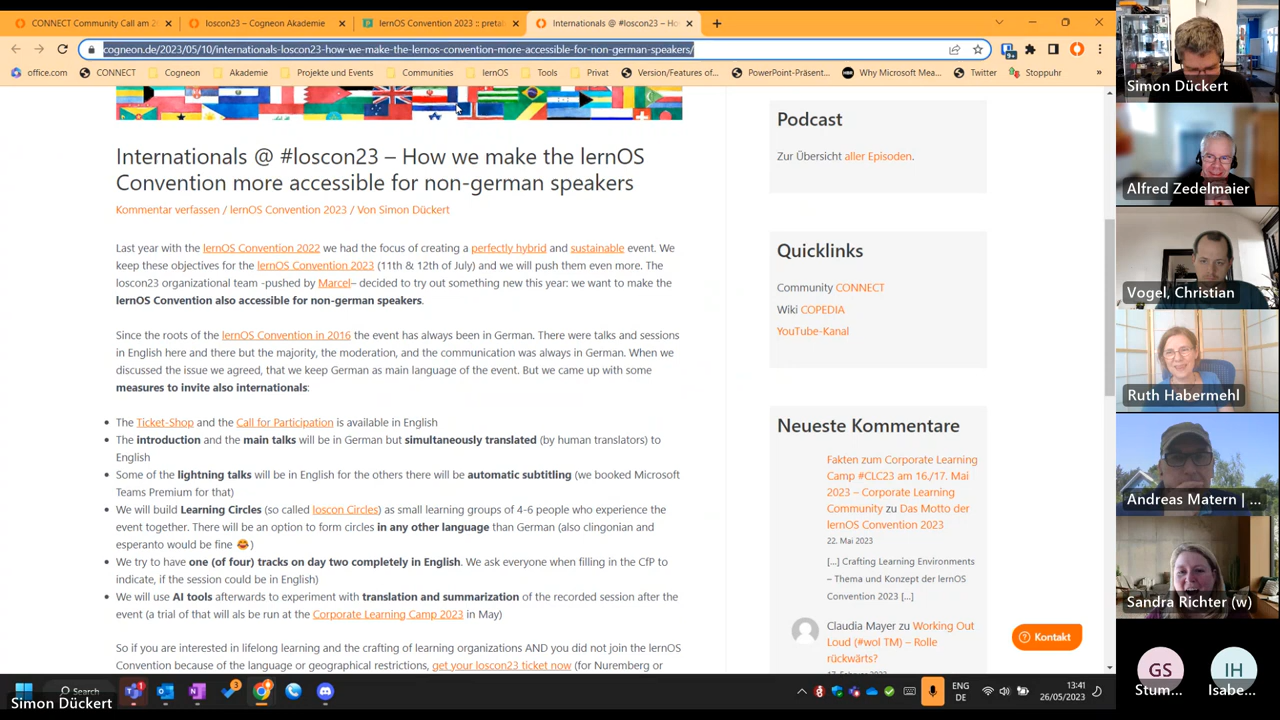 CONNECT Community Call am 2
loscon23 – Cogneon Akademie
lernOS Convention 2023 :: preta
Internationals @ #loscon23 – Ho
cogneon.de/2023/05/10/internationals-loscon23-how-we-make-the-lernos-convention-more-accessible-for-non-german-speakers/
office.com CONNECT Cogneon Akademie Projekte und Events Communities lernOS Tools Privat Version/Features of... PowerPoint-Präsent... Why Microsoft Mea... Twitter Stoppuhr »
Internationals @ #loscon23 – How we make the lernOS
Convention more accessible for non-german speakers
Kommentar verfassen / lernOS Convention 2023 / Von Simon Dückert
Last year with the lernOS Convention 2022 we had the focus of creating a perfectly hybrid and sustainable event. We
keep these objectives for the lernOS Convention 2023 (11th & 12th of July) and we will push them even more. The
loscon23 organizational team -pushed by Marcel– decided to try out something new this year: we want to make the
lernOS Convention also accessible for non-german speakers.
Since the roots of the lernOS Convention in 2016 the event has always been in German. There were talks and sessions
in English here and there but the majority, the moderation, and the communication was always in German. When we
discussed the issue we agreed, that we keep German as main language of the event. But we came up with some
measures to invite also internationals:
• The Ticket-Shop and the Call for Participation is available in English
• The introduction and the main talks will be in German but simultaneously translated (by human translators) to
English
• Some of the lightning talks will be in English for the others there will be automatic subtitling (we booked Microsoft
Teams Premium for that)
• We will build Learning Circles (so called loscon Circles) as small learning groups of 4-6 people who experience the
event together. There will be an option to form circles in any other language than German (also clingonian and
esperanto would be fine 😂)
• We try to have one (of four) tracks on day two completely in English. We ask everyone when filling in the CfP to
indicate, if the session could be in English)
• We will use AI tools afterwards to experiment with translation and summarization of the recorded session after the
event (a trial of that will als be run at the Corporate Learning Camp 2023 in May)
So if you are interested in lifelong learning and the crafting of learning organizations AND you did not join the lernOS
Convention because of the language or geographical restrictions, get your loscon23 ticket now (for Nuremberg or
Podcast
Zur Übersicht aller Episoden.
Quicklinks
Community CONNECT
Wiki COPEDIA
YouTube-Kanal
Neueste Kommentare
Fakten zum Corporate Learning
Camp #CLC23 am 16./17. Mai
2023 – Corporate Learning
Community zu Das Motto der
lernOS Convention 2023
22. Mai 2023
[...] Crafting Learning Environments
– Thema und Konzept der lernOS
Convention 2023 [...]
Claudia Mayer zu Working Out
Loud (#wol TM) – Rolle
rückwärts?
Kontakt
Simon Dückert
Alfred Zedelmaier
Vogel, Christian
Ruth Habermehl
Andreas Matern | ...
Sandra Richter (w)
GS
Stum...
IH
Isabe...
Search
3
ENG
DE
13:41
26/05/2023
Simon Dückert